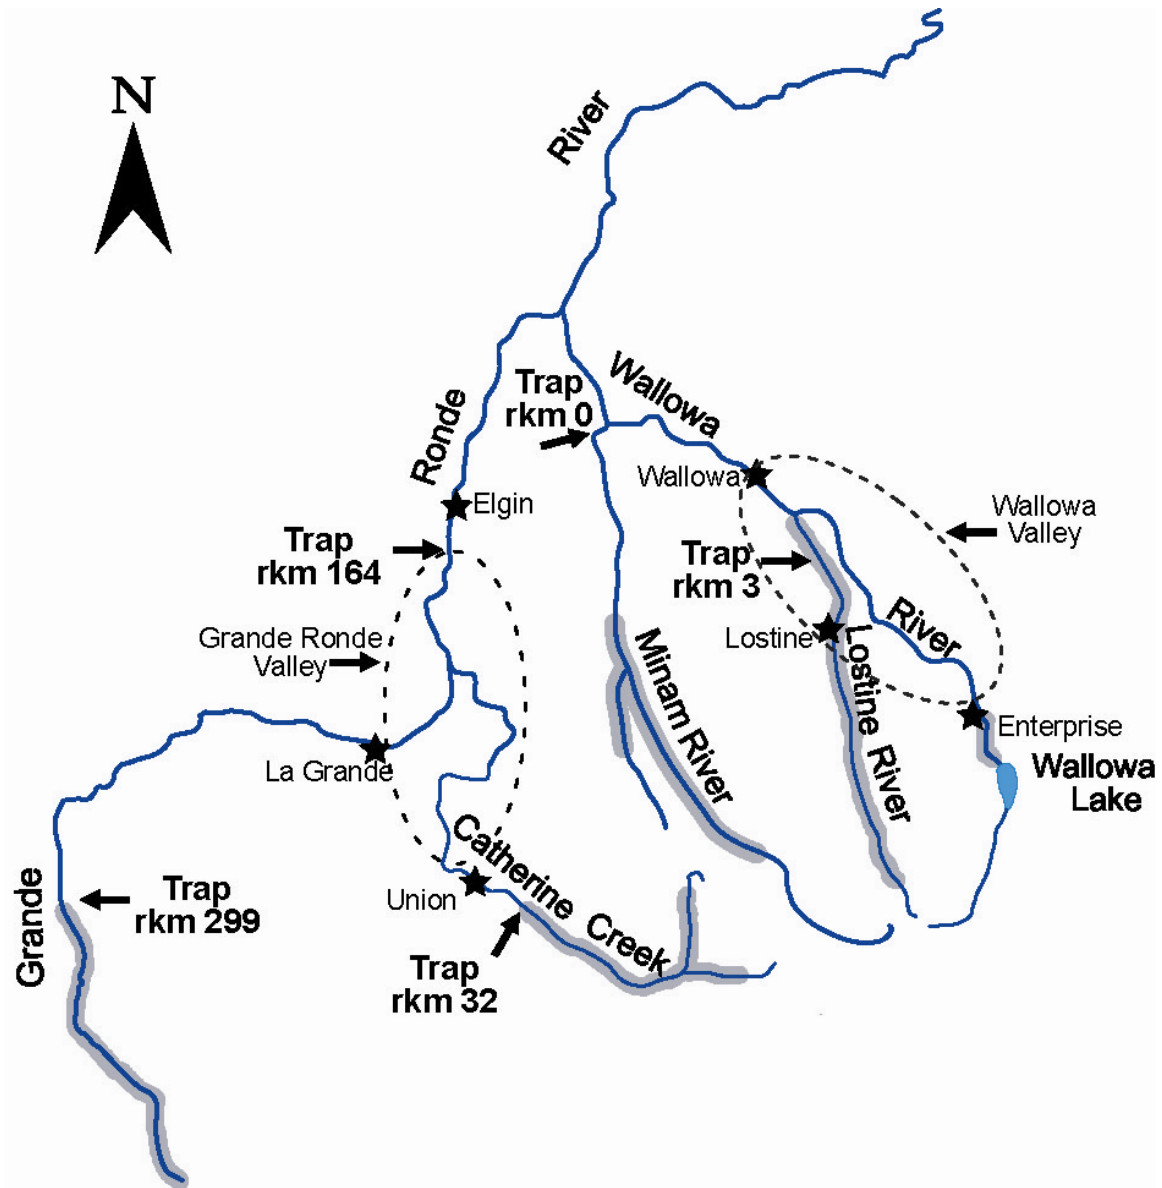 N
River
Wallowa
Trap
rkm 0
Ronde
Wallowa
Elgin
Wallowa
Valley
Trap
rkm 164
Trap
rkm 3
River
Grande Ronde
Valley
Lostine
Minam River
Lostine River
Enterprise
La Grande
Wallowa
Lake
Catherine Creek
Grande
Trap
rkm 299
Union
Trap
rkm 32